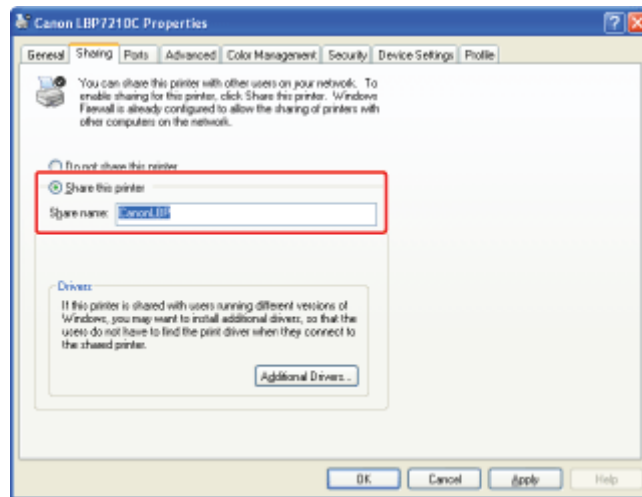 Canon LBP7210C Properties
General Sharing Ports Advanced Color Management Security Device Settings Profile
You can share this printer with other users on your network. To
enable sharing for this printer, click Share this printer. Windows
Firewall is already configured to allow the sharing of printers with
other computers on the network.
Do not share this printer
Share this printer
Share name: CanonLBP
Drivers
If this printer is shared with users running different versions of
Windows, you may want to install additional drivers, so that the
users do not have to find the print driver when they connect to
the shared printer.
Additional Drivers...
OK Cancel Apply Help